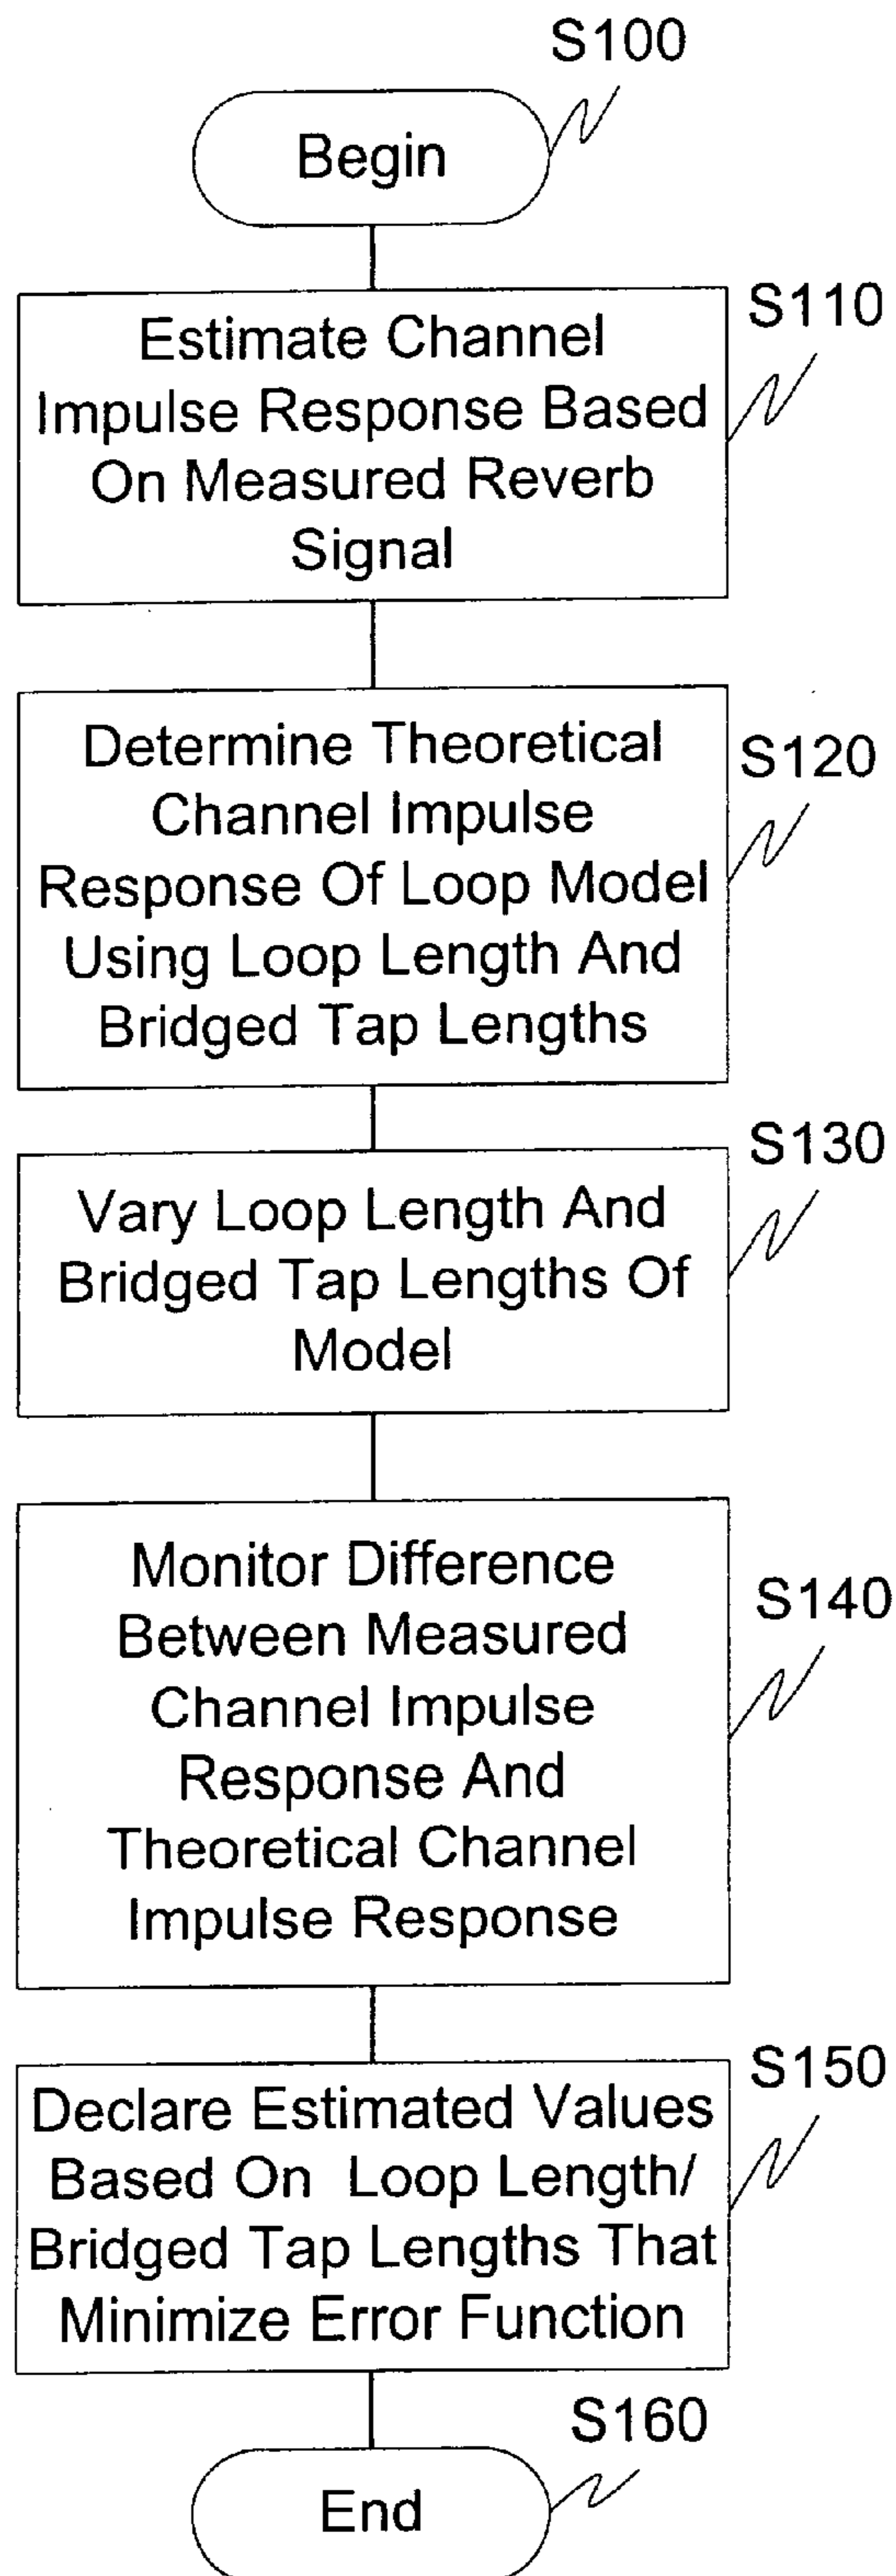 S100
Begin
S110
Estimate Channel
Impulse Response Based
On Measured Reverb
Signal
S120
Determine Theoretical
Channel Impulse
Response Of Loop Model
Using Loop Length And
Bridged Tap Lengths
S130
Vary Loop Length And
Bridged Tap Lengths Of
Model
S140
Monitor Difference
Between Measured
Channel Impulse
Response And
Theoretical Channel
Impulse Response
S150
Declare Estimated Values
Based On Loop Length/
Bridged Tap Lengths That
Minimize Error Function
S160
End